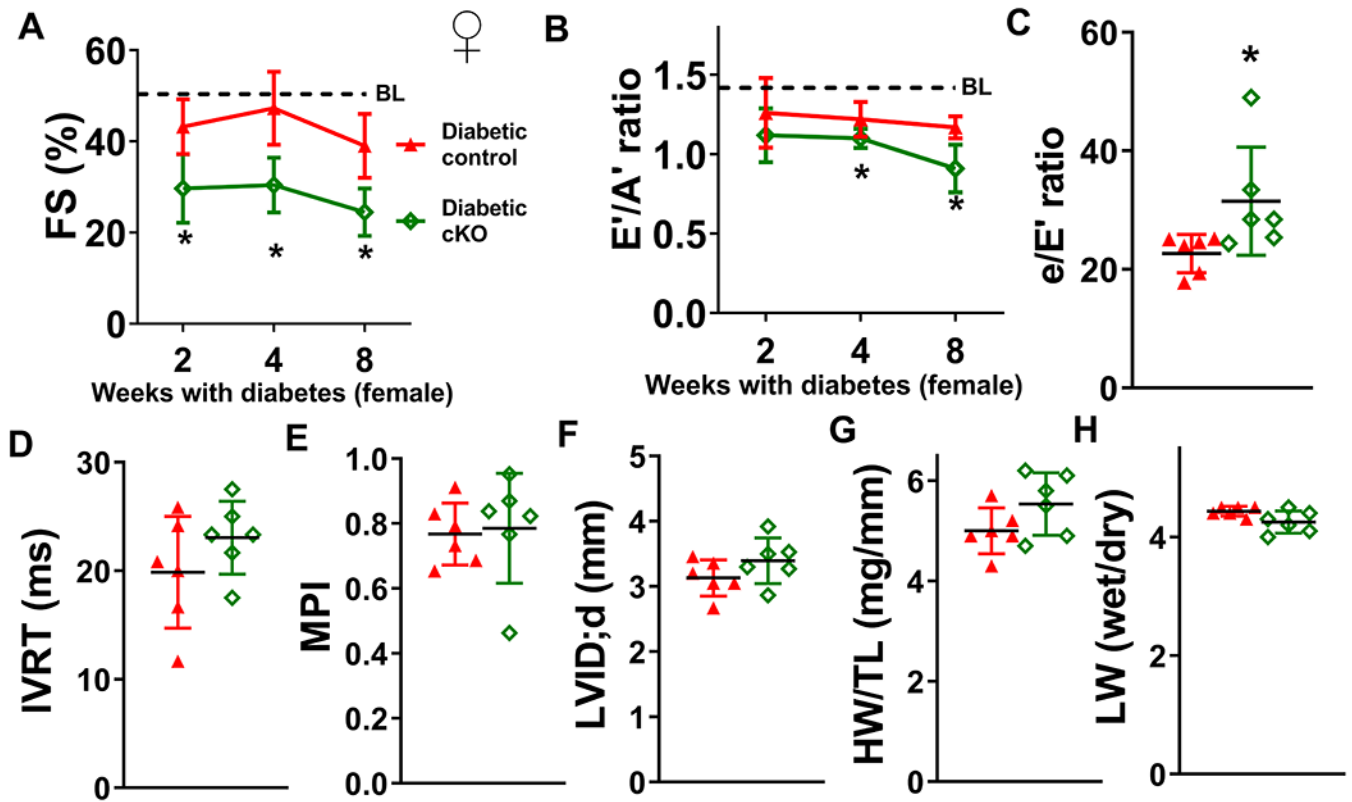 A
♀
FS (%)
60
40
20
0
BL
*
*
*
2
4
8
Weeks with diabetes (female)
Diabetic
control
Diabetic
cKO
B
E'/A' ratio
1.5
1.0
0.5
0.0
BL
*
*
2
4
8
Weeks with diabetes (female)
C
e/E' ratio
60
40
20
0
*
D
IVRT (ms)
30
20
10
0
E
MPI
1.0
0.8
0.6
0.4
0.2
0.0
F
LVID;d (mm)
5
4
3
2
1
0
G
HW/TL (mg/mm)
6
4
2
0
H
LW (wet/dry)
4
2
0